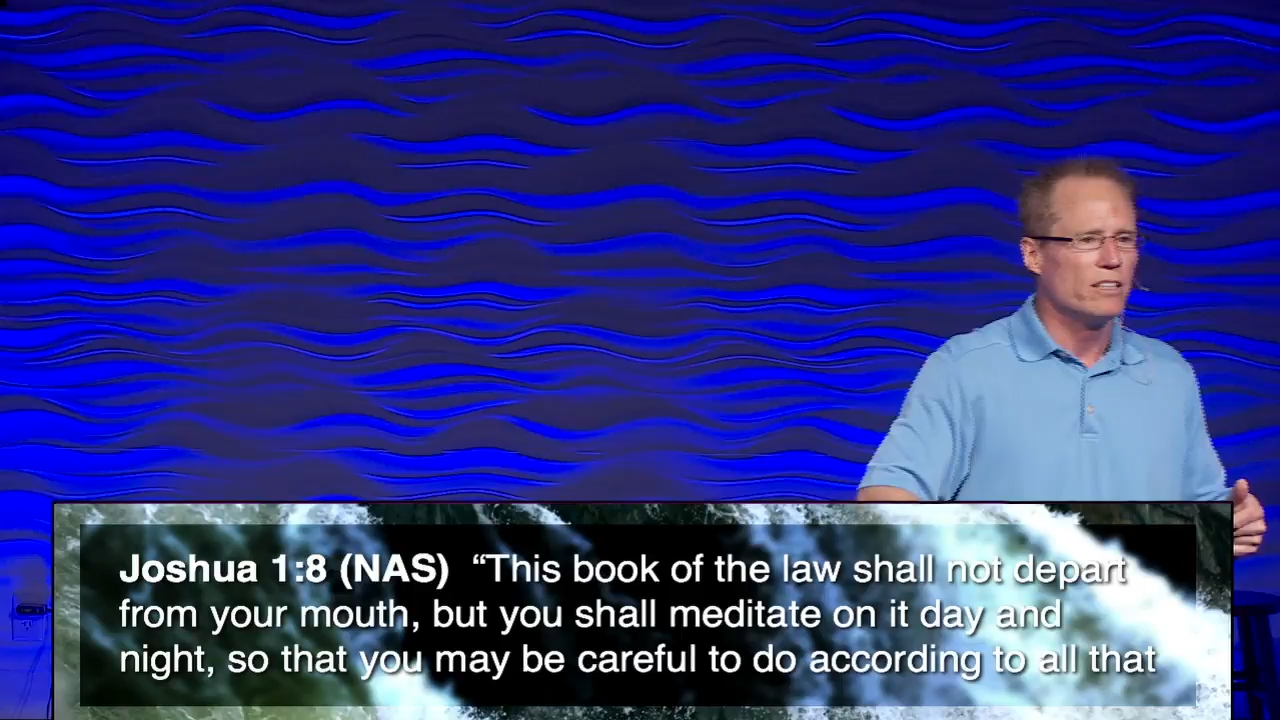 Joshua 1:8 (NAS) “This book of the law shall not depart
from your mouth, but you shall meditate on it day and
night, so that you may be careful to do according to all that